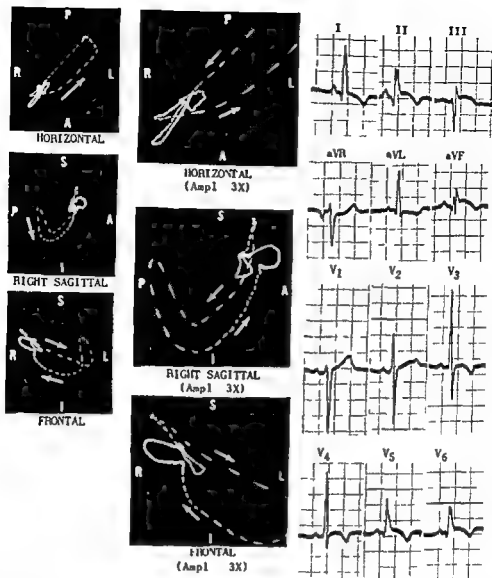 P
R
L
A
HORIZONTAL
S
P
A
I
RIGHT SAGITTAL
S
R
L
I
FRONTAL
P
R
L
A
HORIZONTAL
(Ampl 3X)
S
P
A
I
RIGHT SAGITTAL
(Ampl 3X)
S
R
L
I
FRONTAL
(Ampl 3X)
I II III
aVR aVL aVF
V1 V2 V3
V4 V5 V6